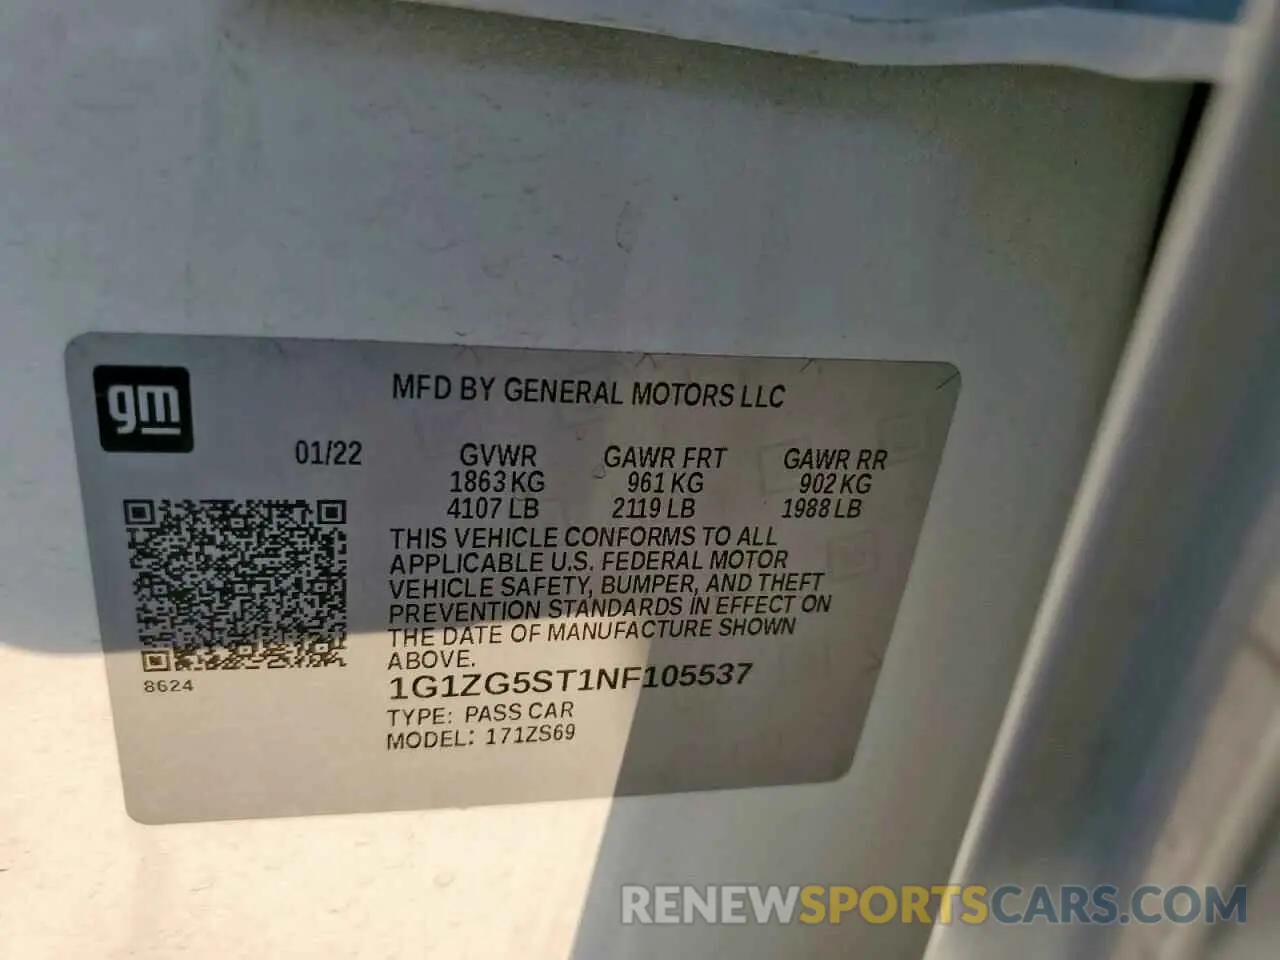 gm
MFD BY GENERAL MOTORS LLC
01/22 GVWR GAWR FRT GAWR RR
1863 KG 961 KG 902 KG
4107 LB 2119 LB 1988 LB
THIS VEHICLE CONFORMS TO ALL
APPLICABLE U.S. FEDERAL MOTOR
VEHICLE SAFETY, BUMPER, AND THEFT
PREVENTION STANDARDS IN EFFECT ON
THE DATE OF MANUFACTURE SHOWN
ABOVE.
8624
1G1ZG5ST1NF105537
TYPE: PASS CAR
MODEL: 171ZS69
RENEWSPORTSCARS.COM